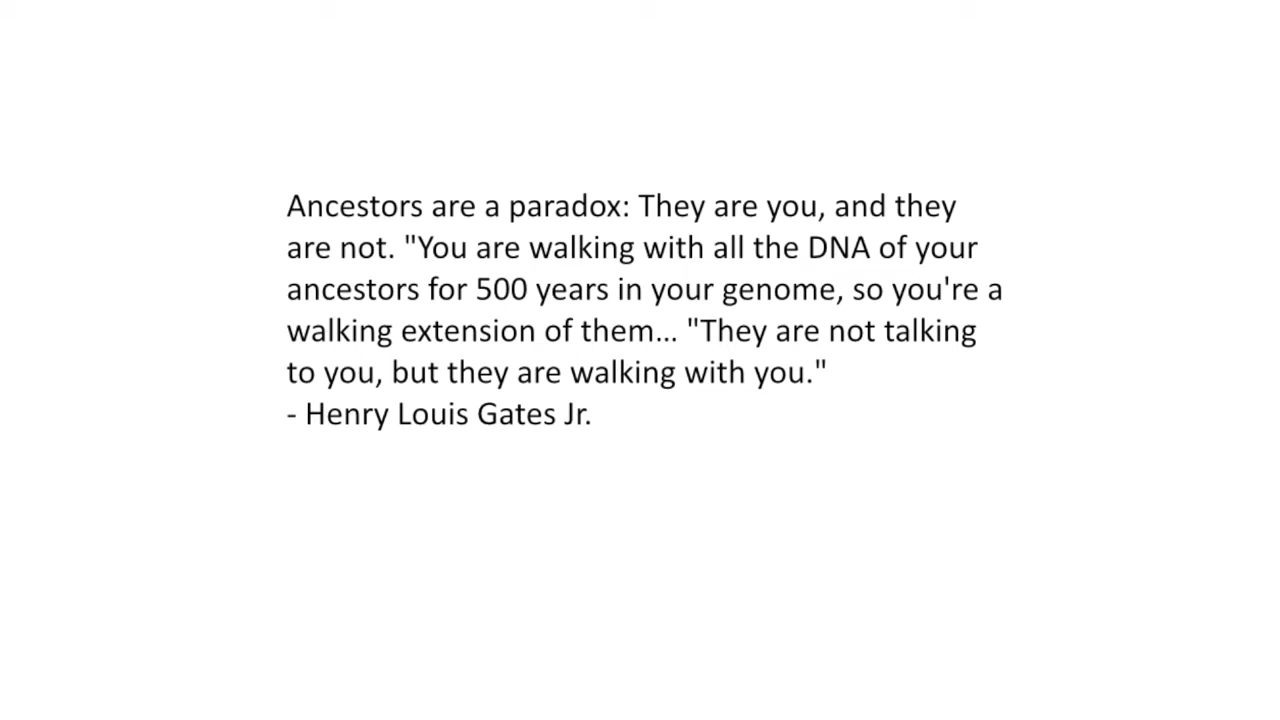 Ancestors are a paradox: They are you, and they
are not. "You are walking with all the DNA of your
ancestors for 500 years in your genome, so you're a
walking extension of them... "They are not talking
to you, but they are walking with you."
- Henry Louis Gates Jr.